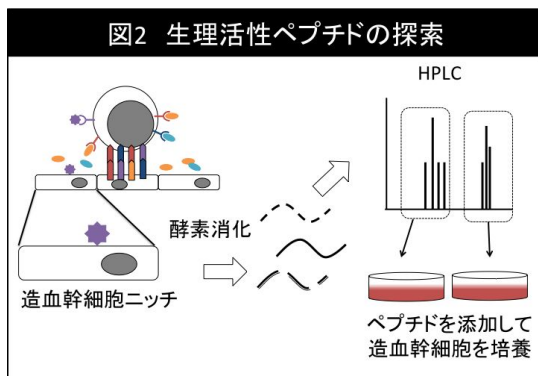 図2 生理活性ペプチドの探索
HPLC
酵素消化
造血幹細胞ニッチ
ペプチドを添加して
造血幹細胞を培養